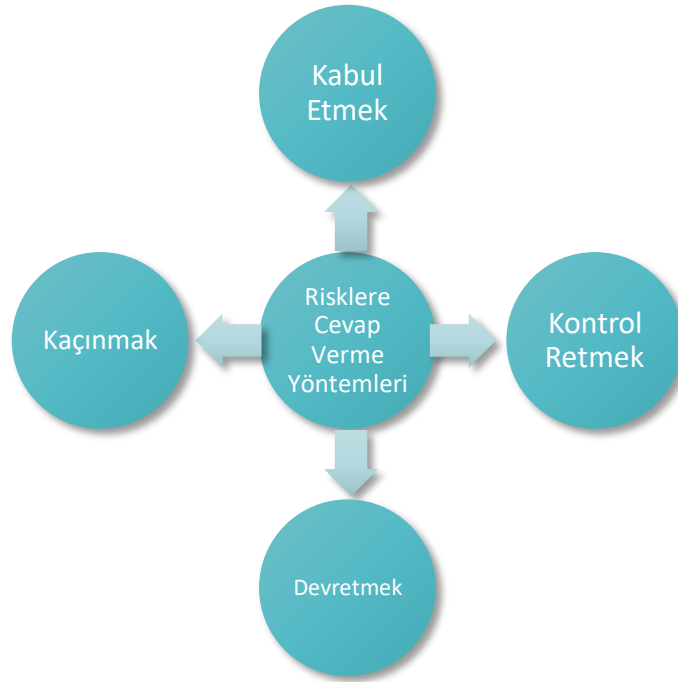 Kabul
Etmek
Kaçınmak
Risklere
Cevap
Verme
Yöntemleri
Kontrol
Retmek
Devretmek